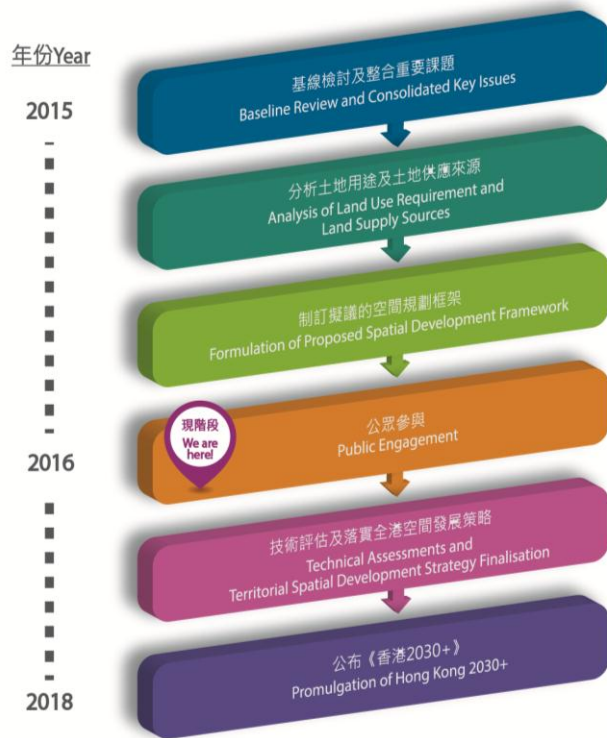 年份Year
2015
基線檢討及整合重要課題
Baseline Review and Consolidated Key Issues
分析土地用途及土地供應來源
Analysis of Land Use Requirement and
Land Supply Sources
制訂擬議的空間規劃框架
Formulation of Proposed Spatial Development Framework
現階段
We are
here!
公眾參與
Public Engagement
2016
技術評估及落實全港空間發展策略
Technical Assessments and
Territorial Spatial Development Strategy Finalisation
公布《香港2030+》
Promulgation of Hong Kong 2030+
2018